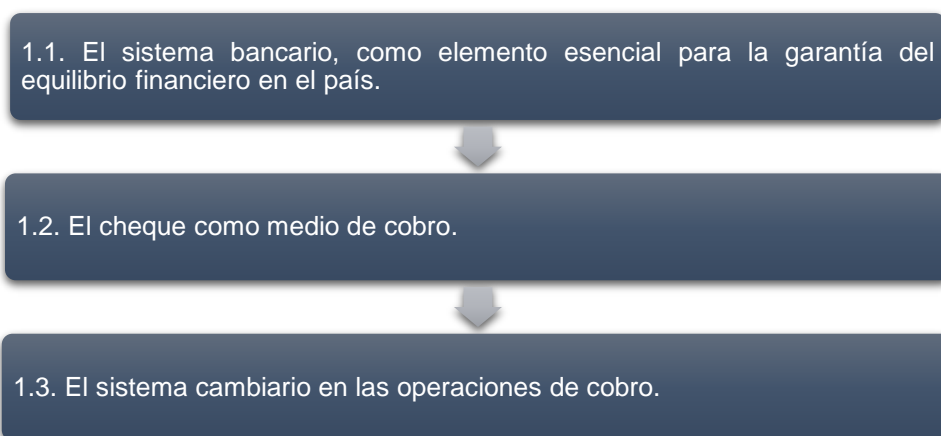 1.1. El sistema bancario, como elemento esencial para la garantía del
equilibrio financiero en el país.
1.2. El cheque como medio de cobro.
1.3. El sistema cambiario en las operaciones de cobro.